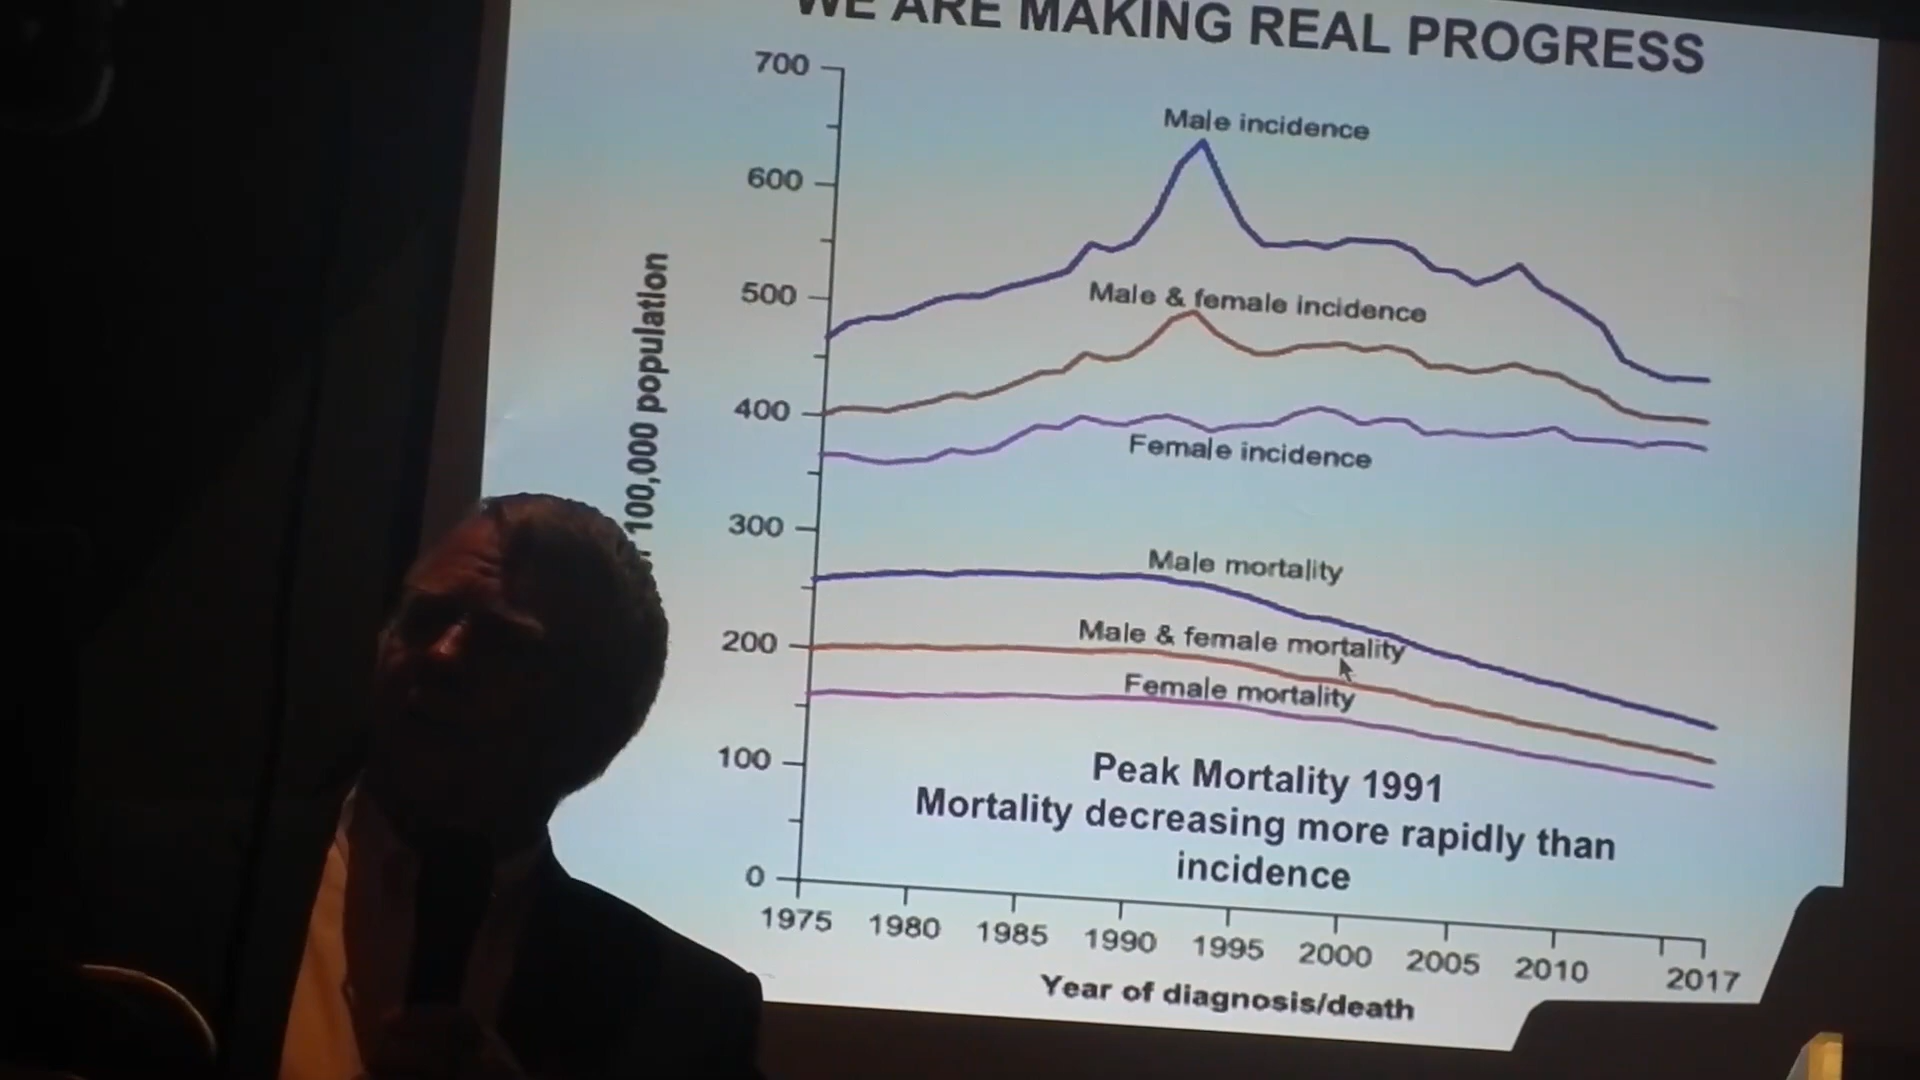 WE ARE MAKING REAL PROGRESS
700
600
500
400
300
200
100
0
100,000 population
Male incidence
Male & female incidence
Female incidence
Male mortality
Male & female mortality
Female mortality
Peak Mortality 1991
Mortality decreasing more rapidly than
incidence
1975 1980 1985 1990 1995 2000 2005 2010 2017
Year of diagnosis/death